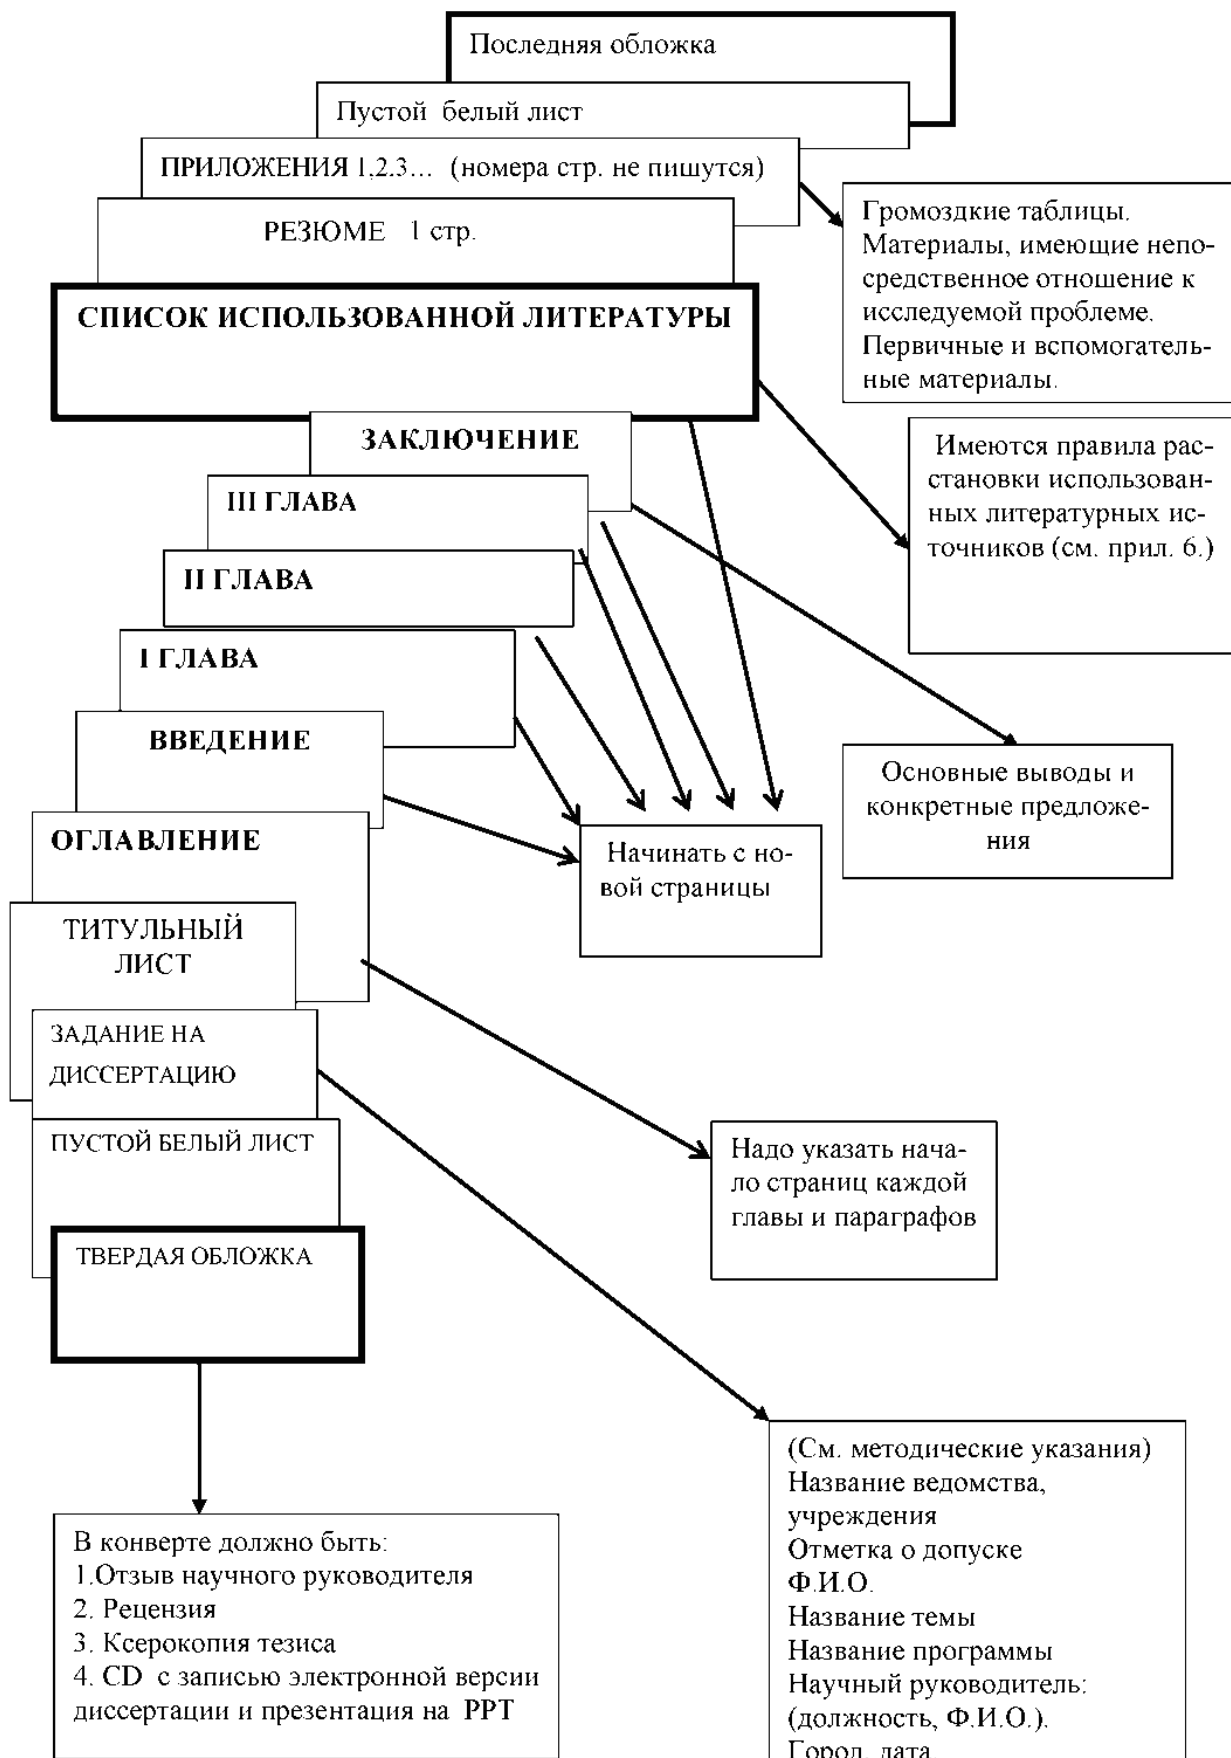 Последняя обложка
Пустой белый лист
ПРИЛОЖЕНИЯ 1,2.3... (номера стр. не пишутся)
РЕЗЮМЕ 1 стр.
СПИСОК ИСПОЛЬЗОВАННОЙ ЛИТЕРАТУРЫ
ЗАКЛЮЧЕНИЕ
III ГЛАВА
II ГЛАВА
I ГЛАВА
ВВЕДЕНИЕ
ОГЛАВЛЕНИЕ
ТИТУЛЬНЫЙ
ЛИСТ
ЗАДАНИЕ НА
ДИССЕРТАЦИЮ
ПУСТОЙ БЕЛЫЙ ЛИСТ
ТВЕРДАЯ ОБЛОЖКА
Громоздкие таблицы.
Материалы, имеющие непо-
средственное отношение к
исследуемой проблеме.
Первичные и вспомогатель-
ные материалы.
Имеются правила рас-
становки использован-
ных литературных ис-
точников (см. прил. 6.)
Основные выводы и
конкретные предложе-
ния
Начинать с но-
вой страницы
Надо указать нача-
ло страниц каждой
главы и параграфов
(См. методические указания)
Название ведомства,
учреждения
Отметка о допуске
Ф.И.О.
Название темы
Название программы
Научный руководитель:
(должность, Ф.И.О.).
Город, дата
В конверте должно быть:
1.Отзыв научного руководителя
2. Рецензия
3. Ксерокопия тезиса
4. CD с записью электронной версии
диссертации и презентация на PPT